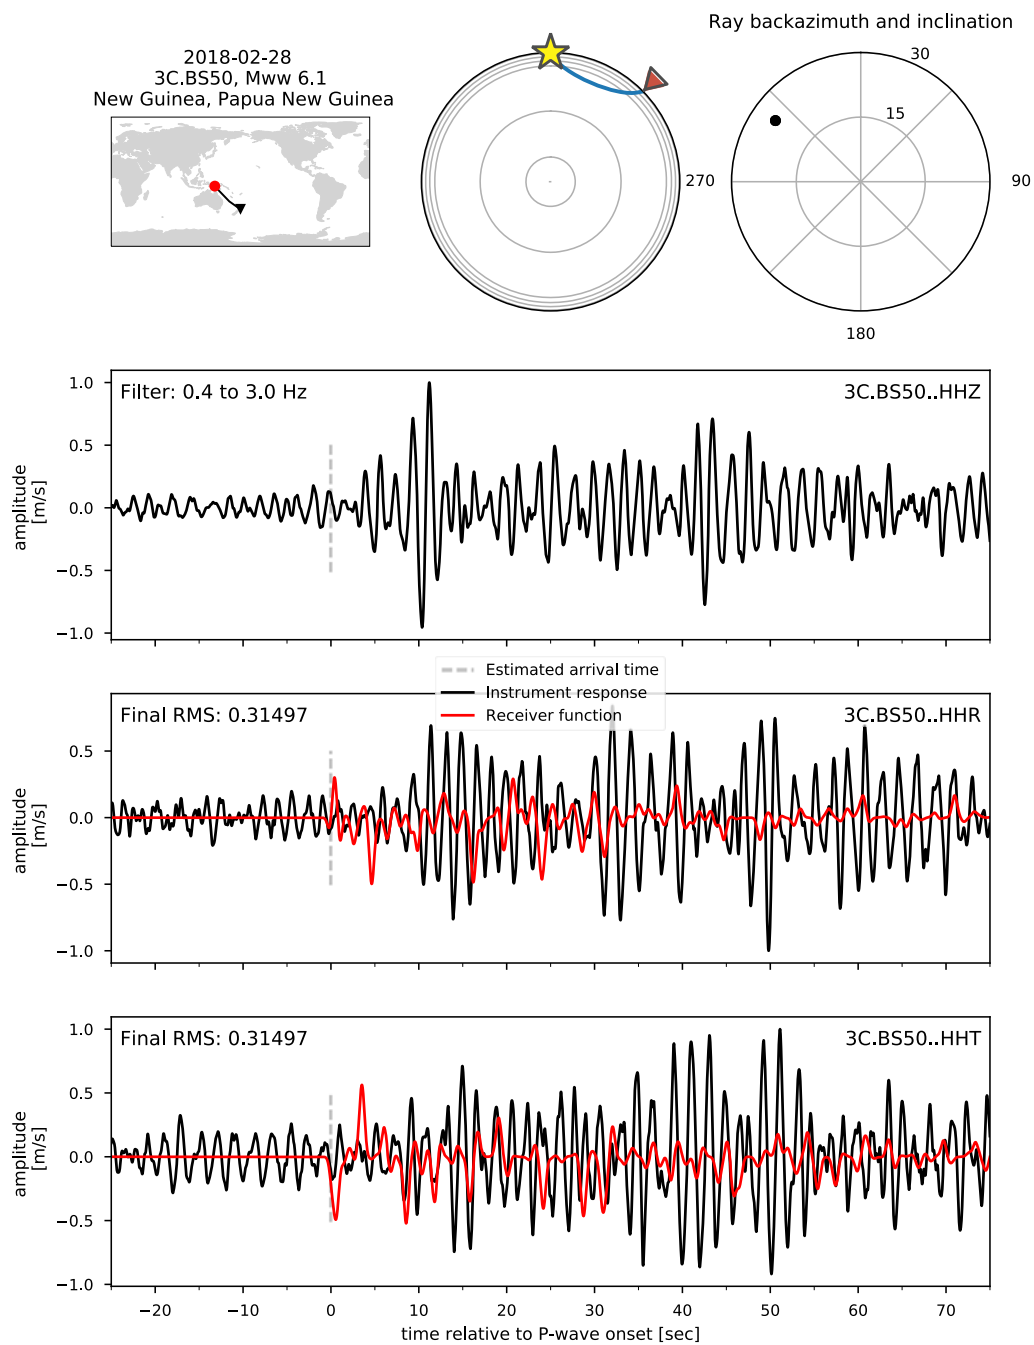 2018-02-28
3C.BS50, Mww 6.1
New Guinea, Papua New Guinea
Ray backazimuth and inclination
30
15
270
90
180
Filter: 0.4 to 3.0 Hz
3C.BS50..HHZ
1.0
0.5
0.0
−0.5
−1.0
amplitude
[m/s]
Estimated arrival time
Instrument response
Receiver function
Final RMS: 0.31497
3C.BS50..HHR
0.5
0.0
−0.5
−1.0
amplitude
[m/s]
Final RMS: 0.31497
3C.BS50..HHT
1.0
0.5
0.0
−0.5
−1.0
amplitude
[m/s]
−20 −10 0 10 20 30 40 50 60 70
time relative to P-wave onset [sec]